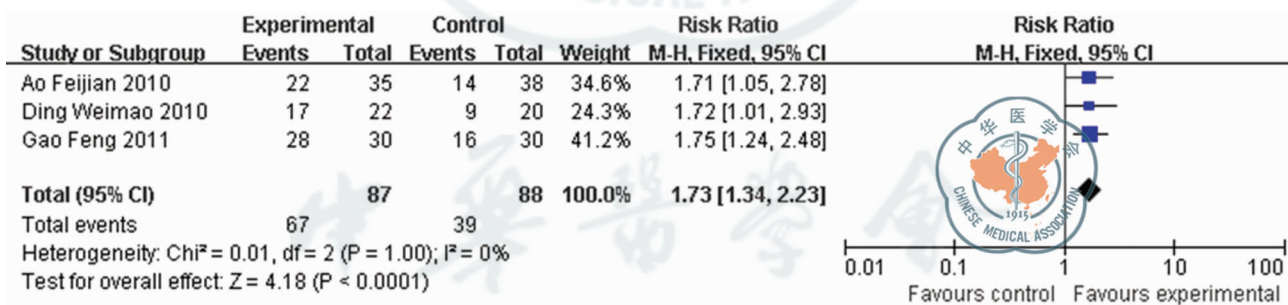 Experimental Control Risk Ratio Risk Ratio
Study or Subgroup Events Total Events Total Weight M-H, Fixed, 95% CI M-H, Fixed, 95% CI
Ao Feijian 2010 22 35 14 38 34.6% 1.71 [1.05, 2.78]
Ding Weimao 2010 17 22 9 20 24.3% 1.72 [1.01, 2.93]
Gao Feng 2011 28 30 16 30 41.2% 1.75 [1.24, 2.48]
Total (95% CI) 87 88 100.0% 1.73 [1.34, 2.23]
Total events 67 39
Heterogeneity: Chi² = 0.01, df = 2 (P = 1.00); I² = 0%
Test for overall effect: Z = 4.18 (P < 0.0001)
0.01 0.1 1 10 100
Favours control Favours experimental
中华医学会
1915
CHINESE MEDICAL ASSOCIATION
中華醫學會